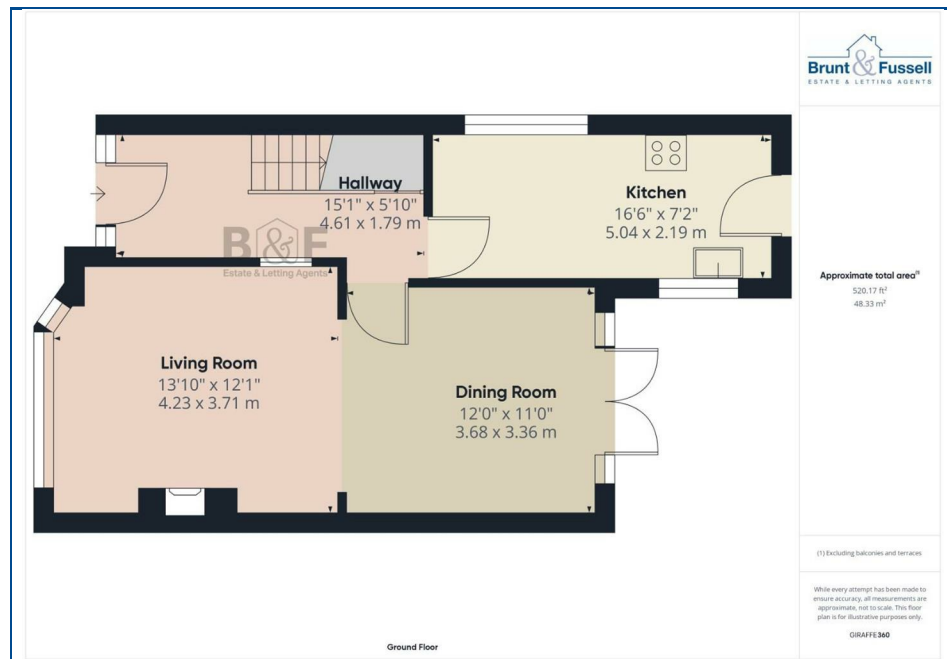 Brunt & Fussell
ESTATE & LETTING AGENTS
Hallway
15'1" x 5'10"
4.61 x 1.79 m
Kitchen
16'6" x 7'2"
5.04 x 2.19 m
B&F
Estate & Letting Agents
Living Room
13'10" x 12'1"
4.23 x 3.71 m
Dining Room
12'0" x 11'0"
3.68 x 3.36 m
Ground Floor
Approximate total area(1)
520.17 ft²
48.33 m²
(1) Excluding balconies and terraces
While every attempt has been made to
ensure accuracy, all measurements are
approximate, not to scale. This floor
plan is for illustrative purposes only.
GIRAFFE360